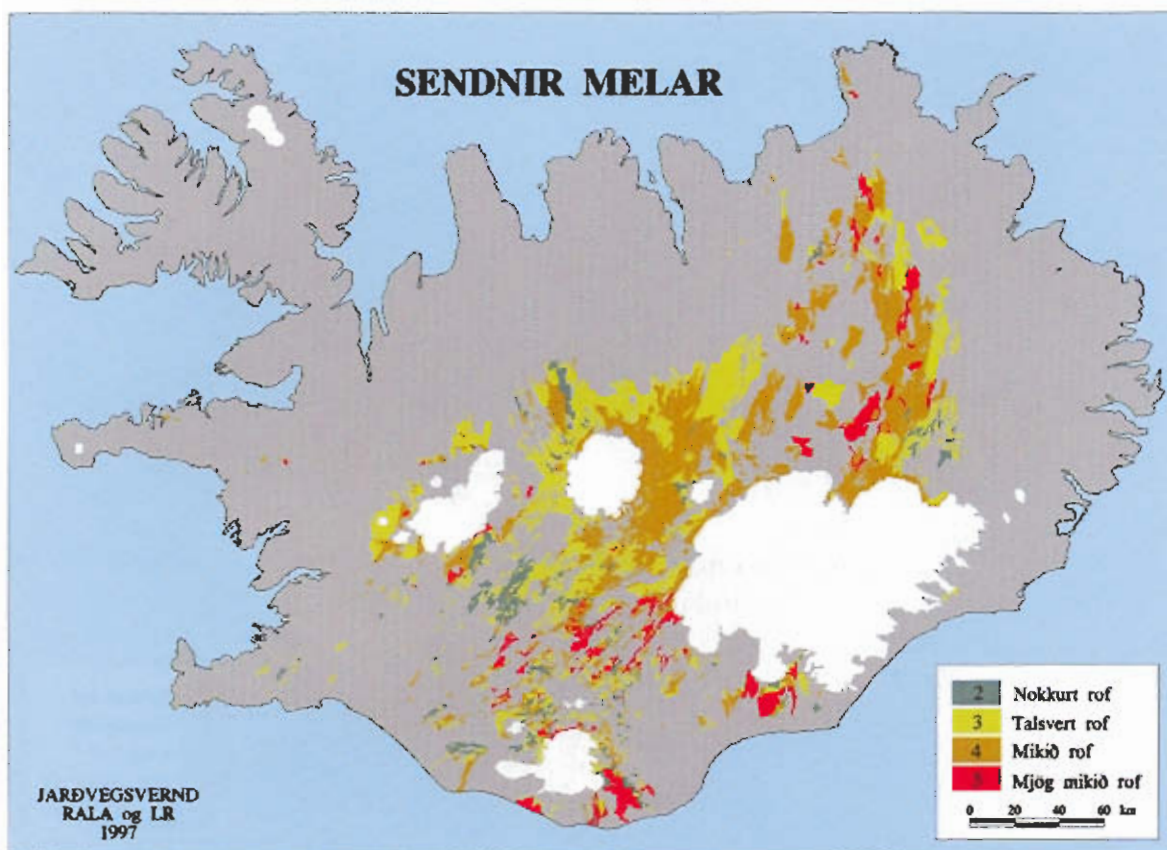 SENDNIR MELAR
2 Nokkurt rof
3 Talsvert rof
4 Mikið rof
5 Mjög mikið rof
0 20 40 60 km
JARÐVEGSVERND
RALA og LR
1997